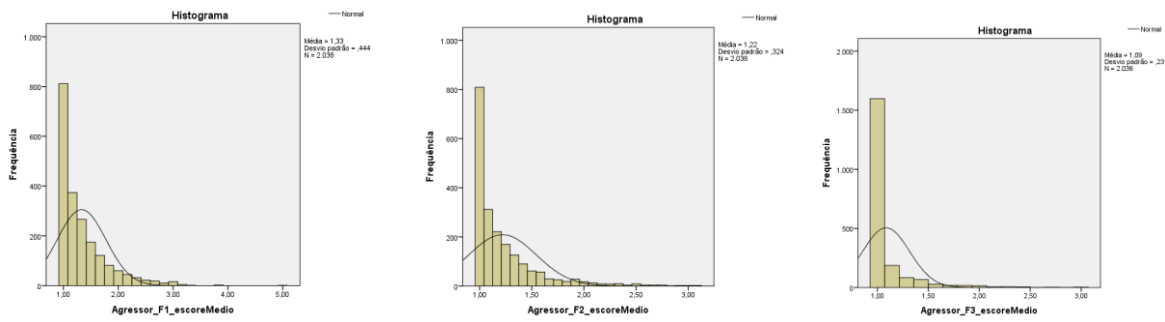 Histograma
Normal
Média = 1,33
Desvio padrão = ,444
N = 2.038
Frequência
1.000
800
600
400
200
0
1,00 2,00 3,00 4,00 5,00
Agressor_F1_escoreMedio
Histograma
Normal
Média = 1,22
Desvio padrão = ,324
N = 2.038
Frequência
1.000
800
600
400
200
0
1,00 1,50 2,00 2,50 3,00
Agressor_F2_escoreMedio
Histograma
Normal
Média = 1,09
Desvio padrão = ,23
N = 2.038
Frequência
2.000
1.500
1.000
500
0
1,00 1,50 2,00 2,50 3,00
Agressor_F3_escoreMedio